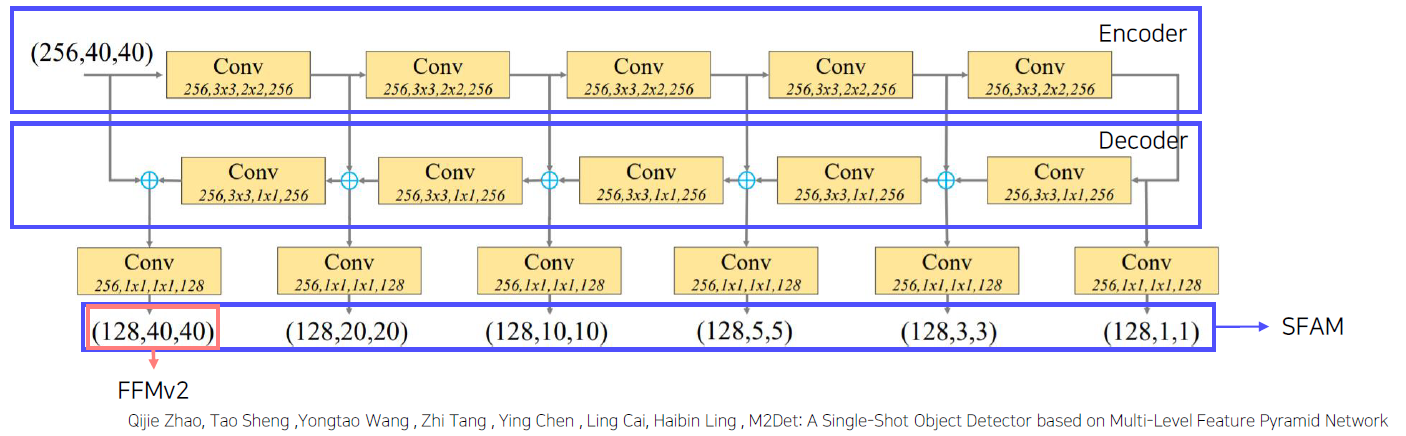 Encoder
(256,40,40)
Conv Conv Conv Conv Conv
256,3x3,2x2,256 256,3x3,2x2,256 256,3x3,2x2,256 256,3x3,2x2,256 256,3x3,2x2,256
Decoder
Conv Conv Conv Conv Conv
256,3x3,1x1,256 256,3x3,1x1,256 256,3x3,1x1,256 256,3x3,1x1,256 256,3x3,1x1,256
Conv Conv Conv Conv Conv Conv
256,1x1,1x1,128 256,1x1,1x1,128 256,1x1,1x1,128 256,1x1,1x1,128 256,1x1,1x1,128 256,1x1,1x1,128
(128,40,40) (128,20,20) (128,10,10) (128,5,5) (128,3,3) (128,1,1) SFAM
FFMv2
Qijie Zhao, Tao Sheng ,Yongtao Wang , Zhi Tang , Ying Chen , Ling Cai, Haibin Ling , M2Det: A Single-Shot Object Detector based on Multi-Level Feature Pyramid Network